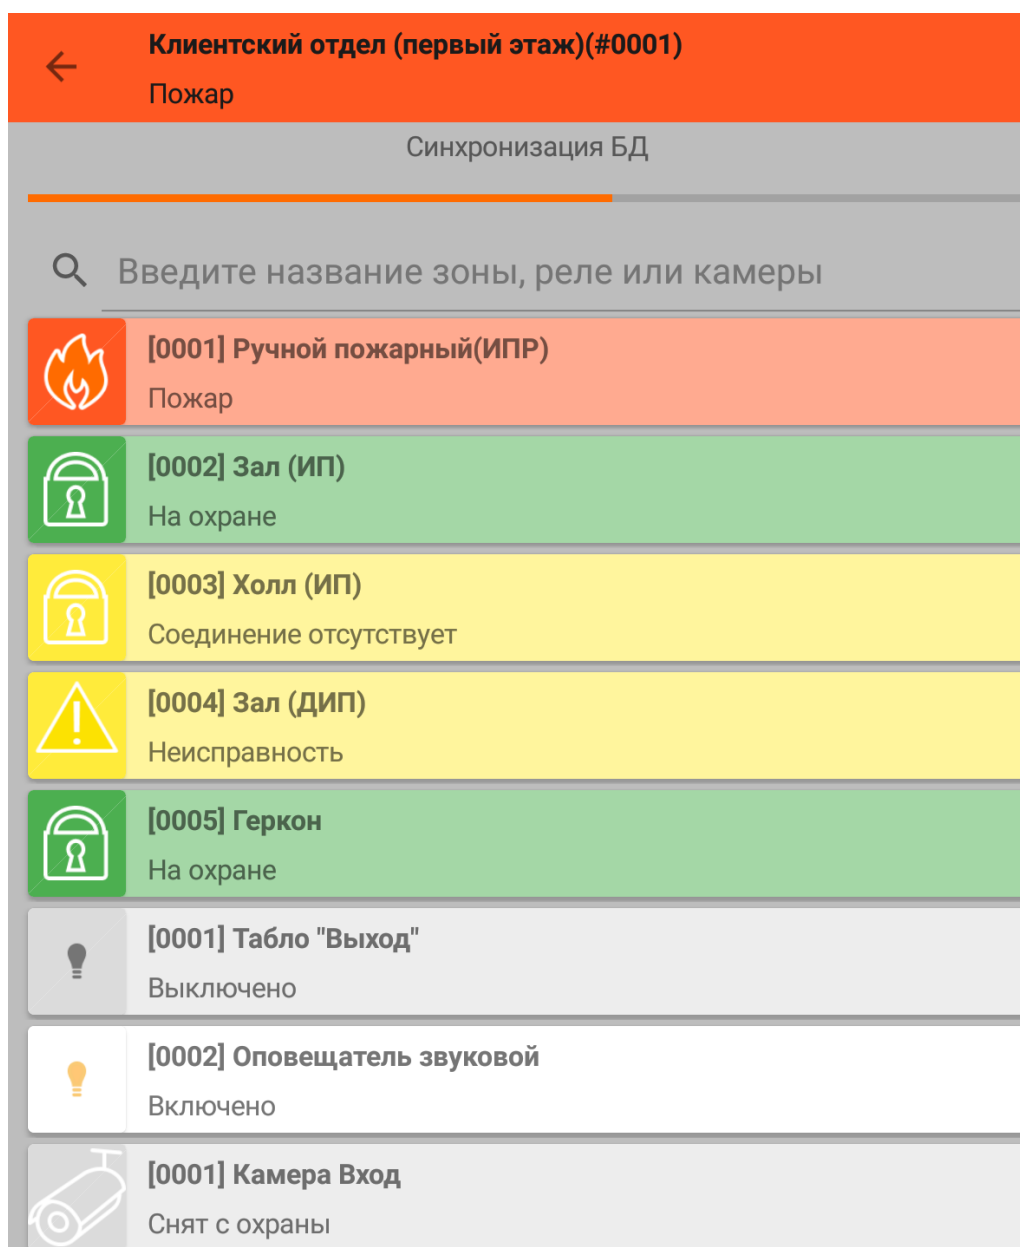 Клиентский отдел (первый этаж)(#0001)
Пожар
Синхронизация БД
Введите название зоны, реле или камеры
[0001] Ручной пожарный(ИПР)
Пожар
[0002] Зал (ИП)
На охране
[0003] Холл (ИП)
Соединение отсутствует
[0004] Зал (ДИП)
Неисправность
[0005] Геркон
На охране
[0001] Табло "Выход"
Выключено
[0002] Оповещатель звуковой
Включено
[0001] Камера Вход
Снят с охраны